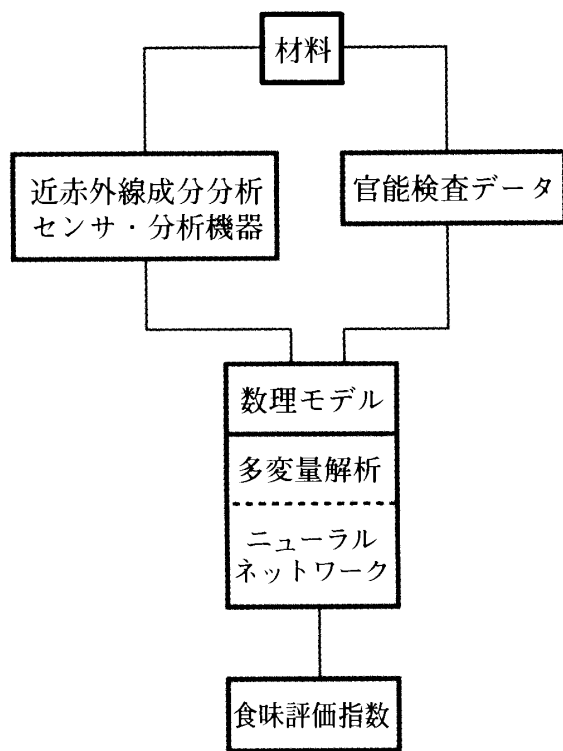 材料
近赤外線成分分析
センサ・分析機器
官能検査データ
数理モデル
多変量解析
ニューラル
ネットワーク
食味評価指数